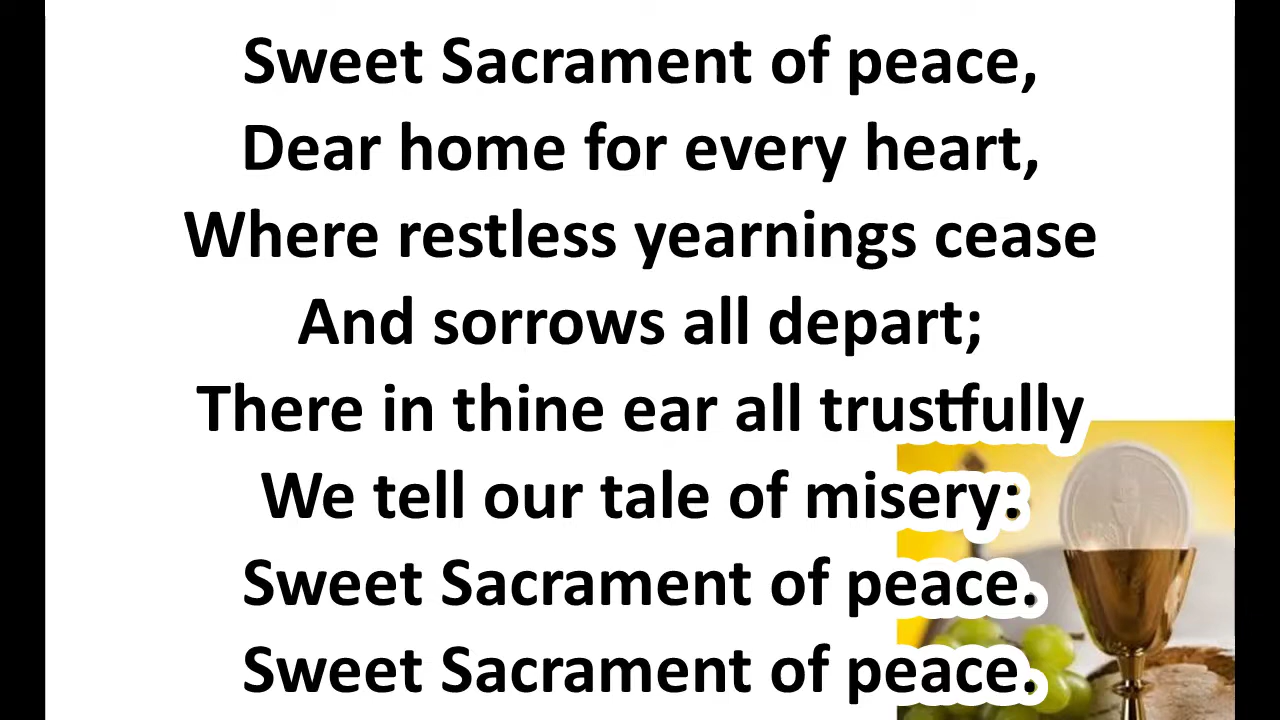 Sweet Sacrament of peace,
Dear home for every heart,
Where restless yearnings cease
And sorrows all depart;
There in thine ear all trustfully
We tell our tale of misery:
Sweet Sacrament of peace.
Sweet Sacrament of peace.